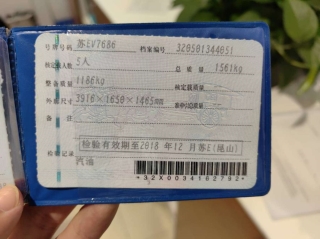 号牌号码 苏EV7686 档案编号 320501344051
核定载人数 5人 总质量 1561kg
整备质量 1186kg 核定载质量 --
外廓尺寸 3916×1650×1465mm 准牵引总质量 --
备注
检验记录 检验有效期至2018年12月苏E(昆山)
汽油
*32X0034162792*